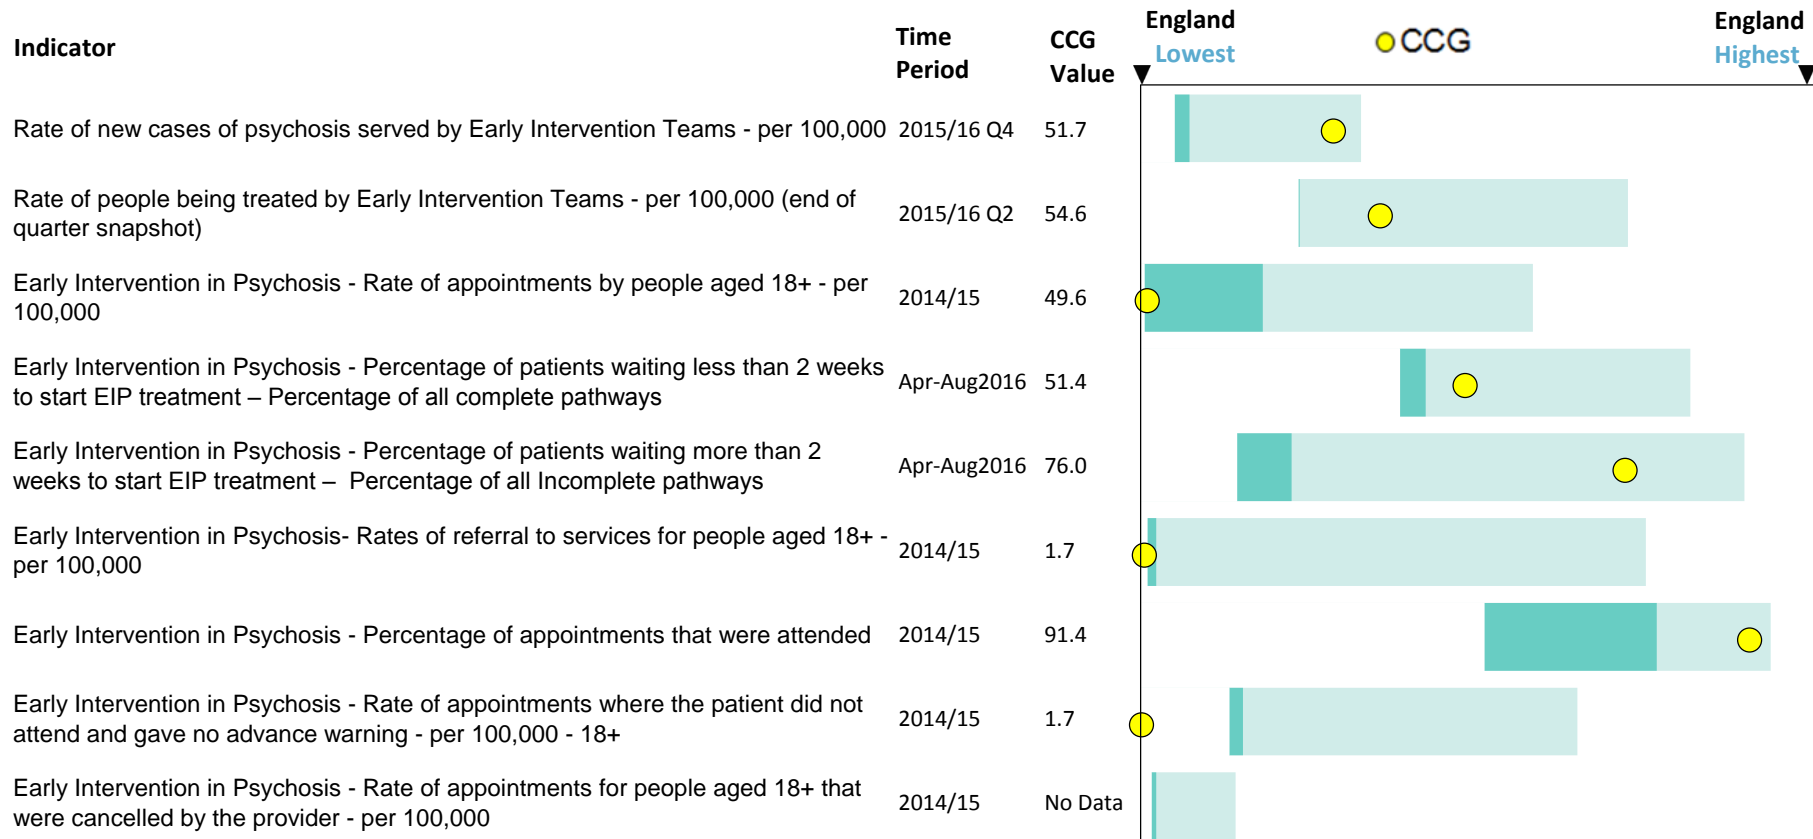 Indicator
Time Period
CCG Value
England Lowest
CCG
England Highest
Rate of new cases of psychosis served by Early Intervention Teams - per 100,000 2015/16 Q4 51.7
Rate of people being treated by Early Intervention Teams - per 100,000 (end of
quarter snapshot) 2015/16 Q2 54.6
Early Intervention in Psychosis - Rate of appointments by people aged 18+ - per
100,000 2014/15 49.6
Early Intervention in Psychosis - Percentage of patients waiting less than 2 weeks
to start EIP treatment – Percentage of all complete pathways Apr-Aug2016 51.4
Early Intervention in Psychosis - Percentage of patients waiting more than 2
weeks to start EIP treatment – Percentage of all Incomplete pathways Apr-Aug2016 76.0
Early Intervention in Psychosis- Rates of referral to services for people aged 18+ -
per 100,000 2014/15 1.7
Early Intervention in Psychosis - Percentage of appointments that were attended 2014/15 91.4
Early Intervention in Psychosis - Rate of appointments where the patient did not
attend and gave no advance warning - per 100,000 - 18+ 2014/15 1.7
Early Intervention in Psychosis - Rate of appointments for people aged 18+ that
were cancelled by the provider - per 100,000 2014/15 No Data